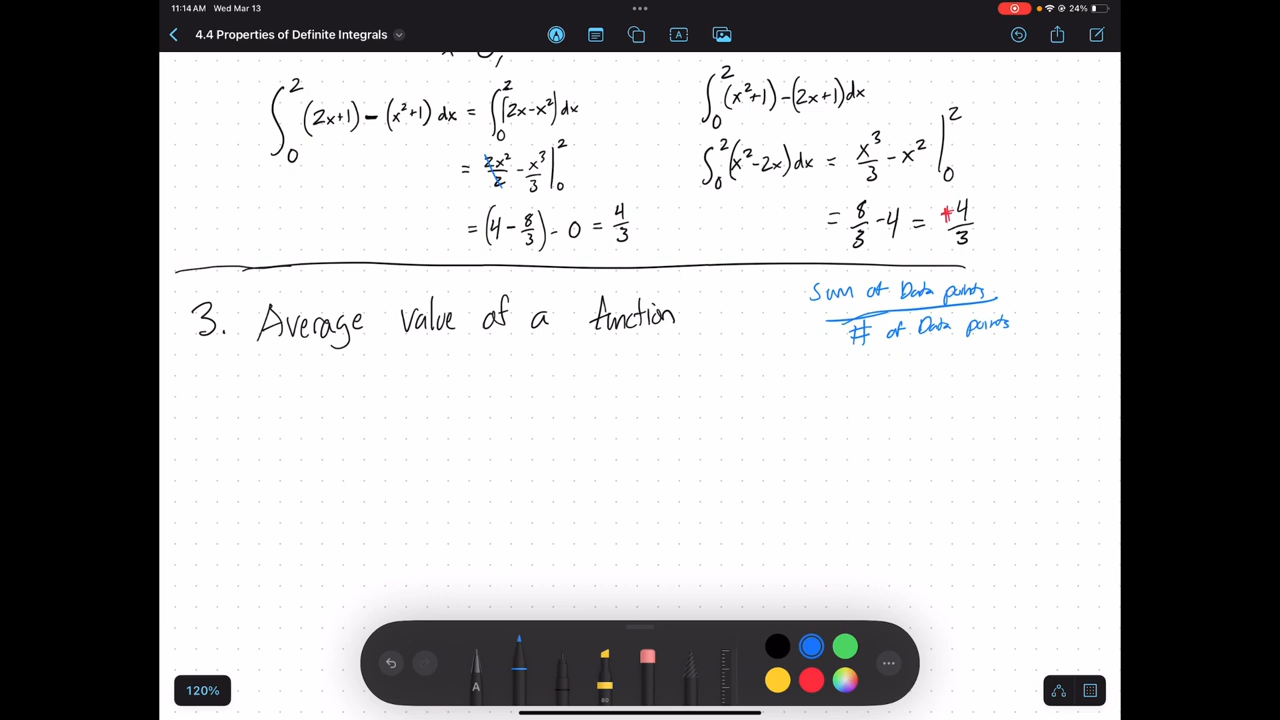 11:14 AM Wed Mar 13
24%
4.4 Properties of Definite Integrals
∫₀² (2x+1) - (x²+1) dx = ∫₀² (2x-x²) dx
= 2x²/2 - x³/3 |₀²
= (4 - 8/3) - 0 = 4/3
∫₀² (x²+1) - (2x+1) dx
∫₀² (x²-2x) dx = x³/3 - x² |₀²
= 8/3 - 4 = +4/3
3. Average value of a function
Sum of Data points
# of Data points
A
80
120%